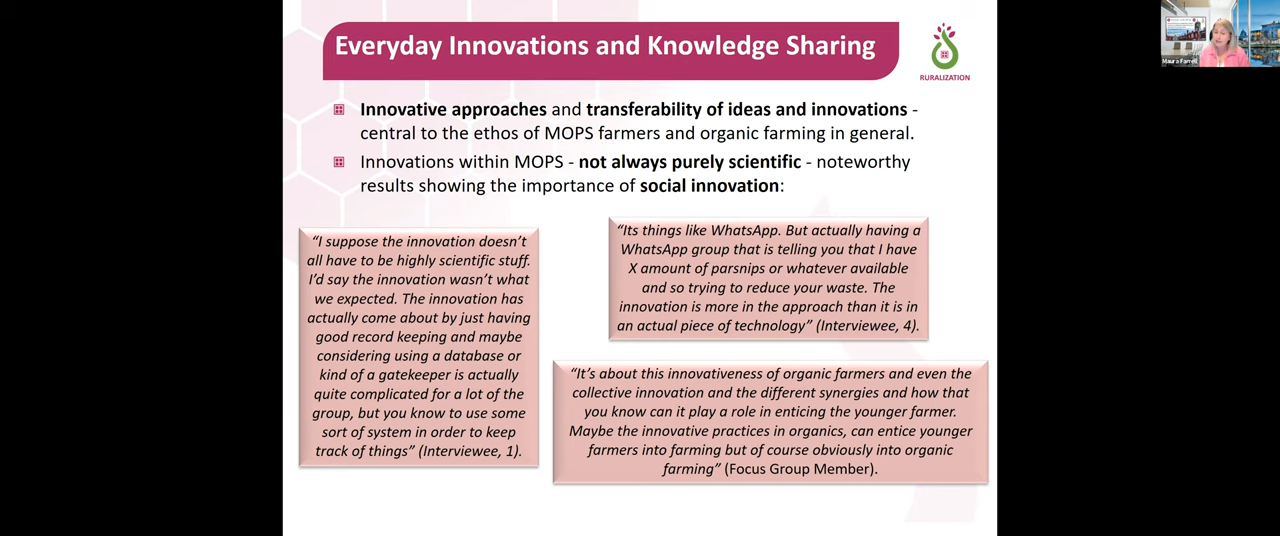 Everyday Innovations and Knowledge Sharing
RURALIZATION
Maura Farrell
Innovative approaches and transferability of ideas and innovations -
central to the ethos of MOPS farmers and organic farming in general.
Innovations within MOPS - not always purely scientific - noteworthy
results showing the importance of social innovation:
“I suppose the innovation doesn’t
all have to be highly scientific stuff.
I’d say the innovation wasn’t what
we expected. The innovation has
actually come about by just having
good record keeping and maybe
considering using a database or
kind of a gatekeeper is actually
quite complicated for a lot of the
group, but you know to use some
sort of system in order to keep
track of things” (Interviewee, 1).
“Its things like WhatsApp. But actually having a
WhatsApp group that is telling you that I have
X amount of parsnips or whatever available
and so trying to reduce your waste. The
innovation is more in the approach than it is in
an actual piece of technology” (Interviewee, 4).
“It’s about this innovativeness of organic farmers and even the
collective innovation and the different synergies and how that
you know can it play a role in enticing the younger farmer.
Maybe the innovative practices in organics, can entice younger
farmers into farming but of course obviously into organic
farming” (Focus Group Member).